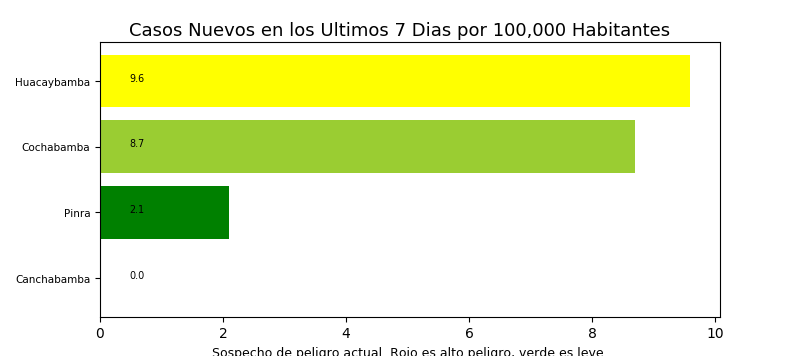 Casos Nuevos en los Ultimos 7 Dias por 100,000 Habitantes
Huacaybamba 9.6
Cochabamba 8.7
Pinra 2.1
Canchabamba 0.0
0 2 4 6 8 10
Sospecho de peligro actual. Rojo es alto peligro, verde es leve